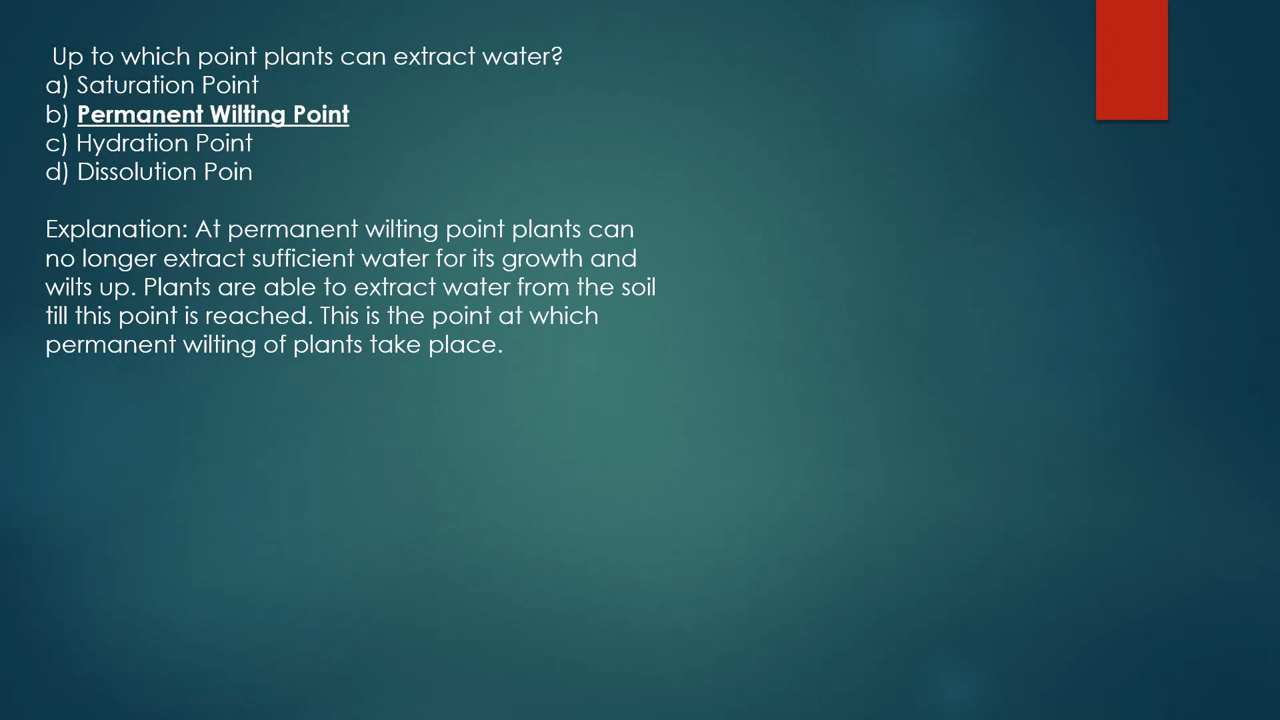 Up to which point plants can extract water?
a) Saturation Point
b) Permanent Wilting Point
c) Hydration Point
d) Dissolution Poin
Explanation: At permanent wilting point plants can
no longer extract sufficient water for its growth and
wilts up. Plants are able to extract water from the soil
till this point is reached. This is the point at which
permanent wilting of plants take place.